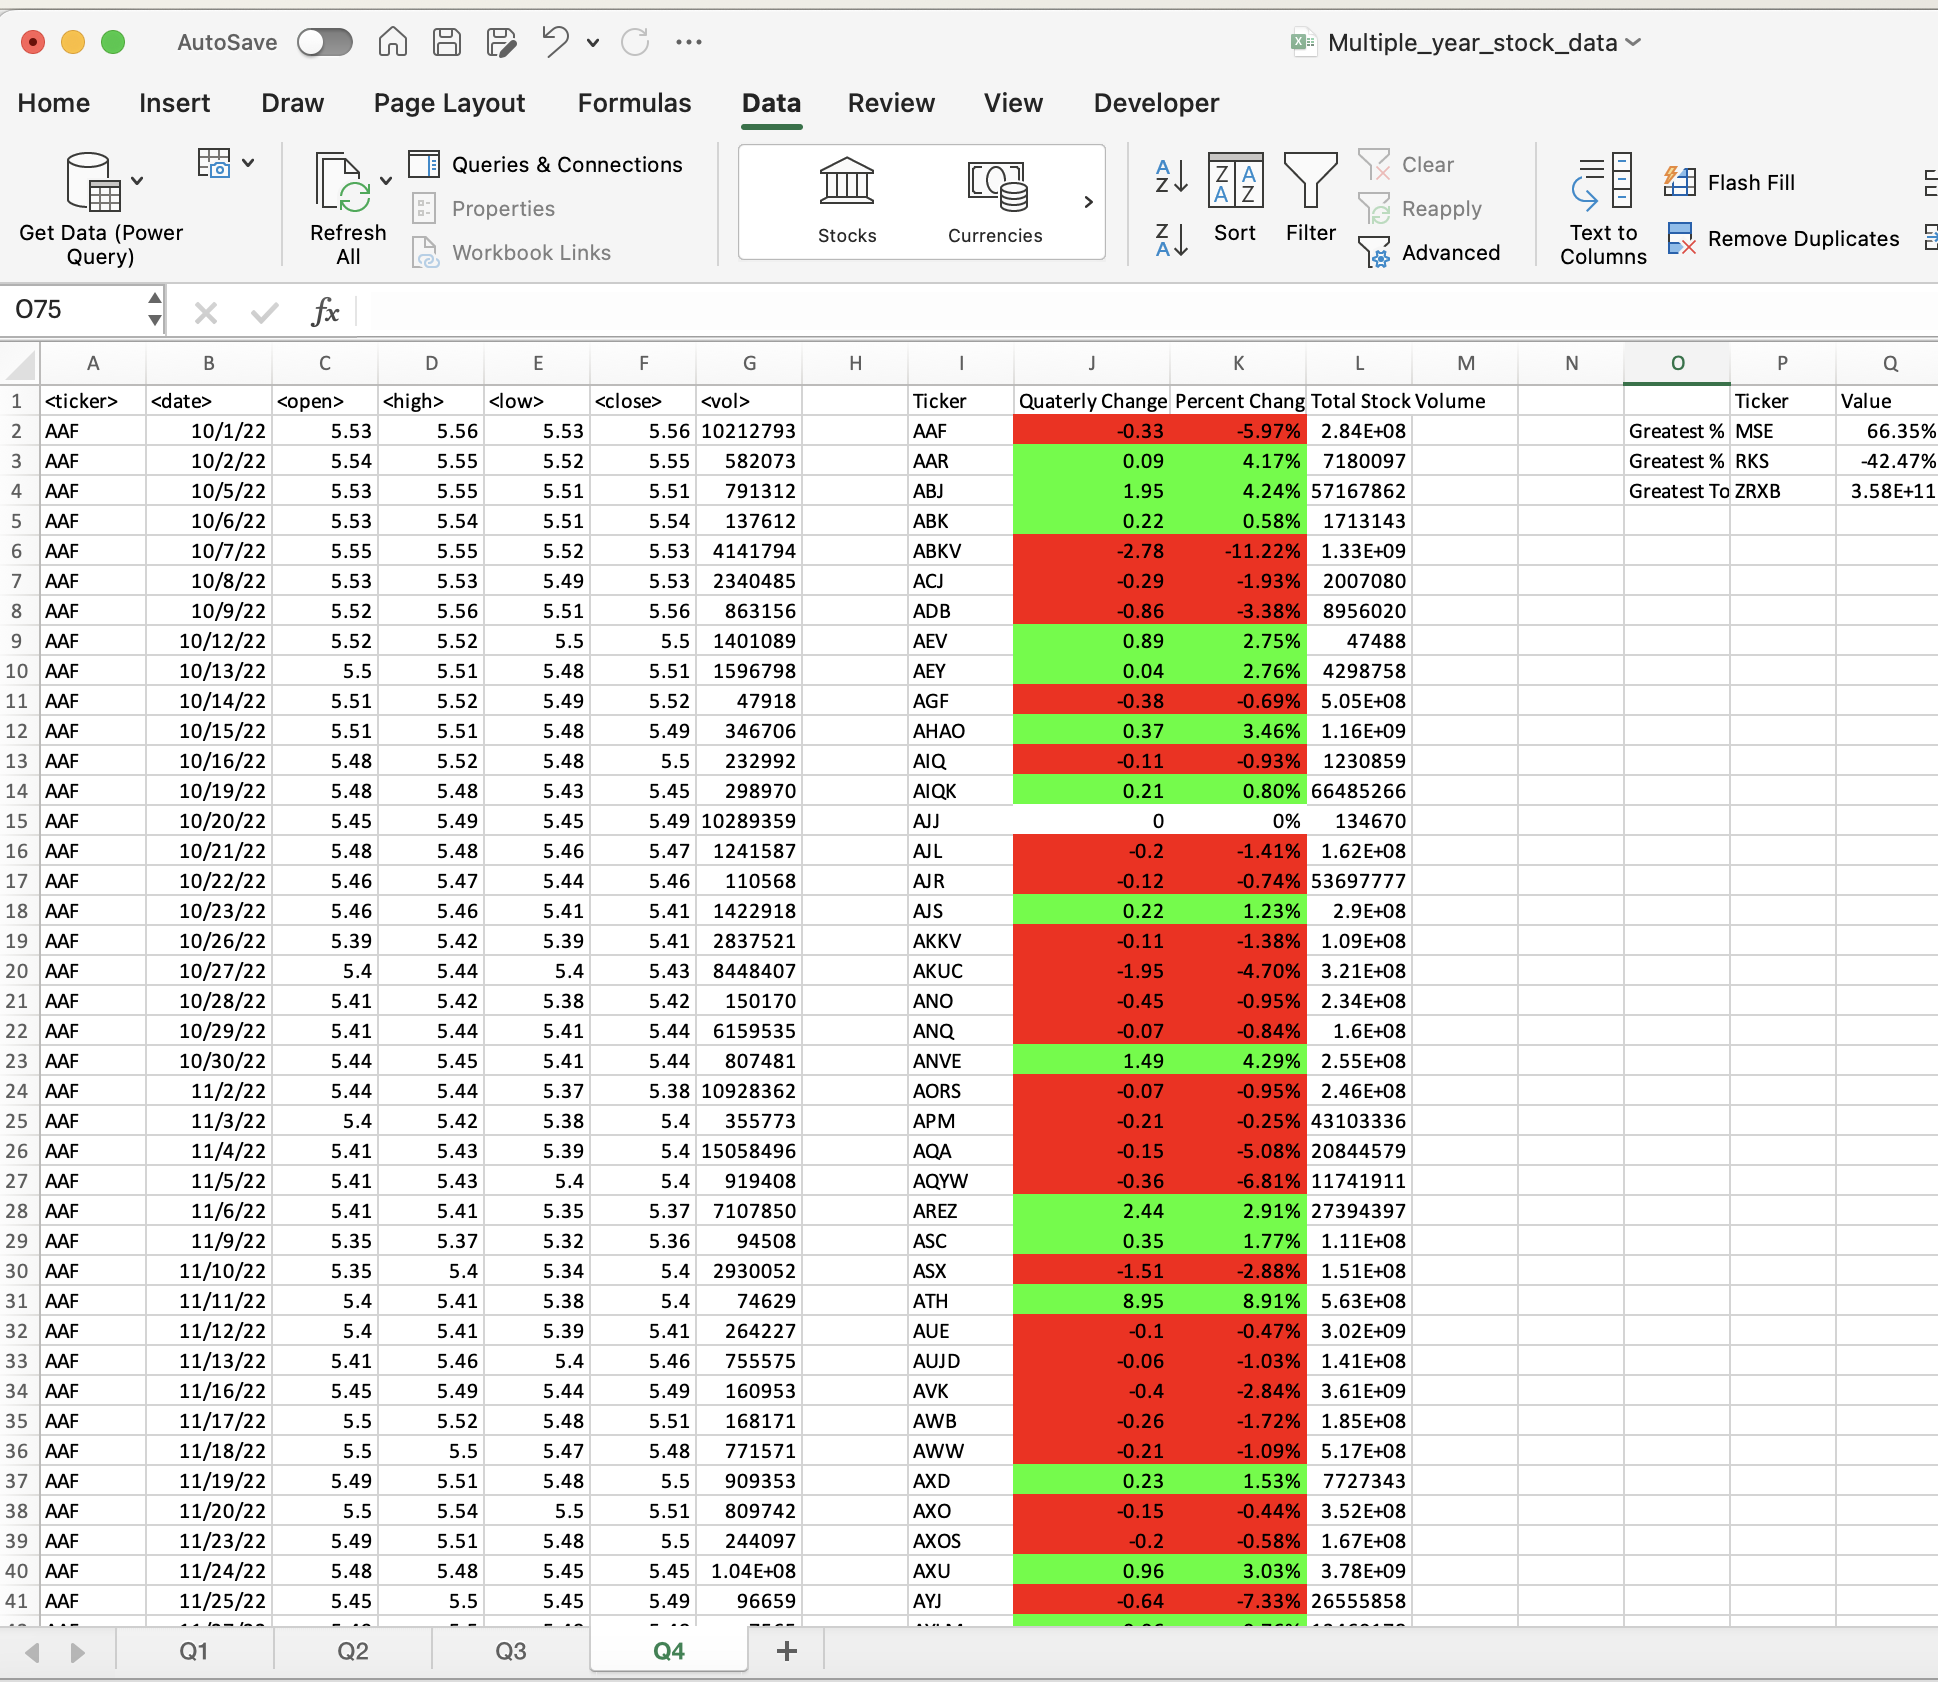 AutoSave Multiple_year_stock_data
Home Insert Draw Page Layout Formulas Data Review View Developer
Get Data (Power Query)
Refresh All
Queries & Connections
Properties
Workbook Links
Stocks Currencies
Sort Filter
Clear
Reapply
Advanced
Text to Columns
Flash Fill
Remove Duplicates
O75 fx
A B C D E F G H I J K L M N O P Q
1 <ticker> <date> <open> <high> <low> <close> <vol> Ticker Quaterly Change Percent Chang Total Stock Volume Ticker Value
2 AAF 10/1/22 5.53 5.56 5.53 5.56 10212793 AAF -0.33 -5.97% 2.84E+08 Greatest % MSE 66.35%
3 AAF 10/2/22 5.54 5.55 5.52 5.55 582073 AAR 0.09 4.17% 7180097 Greatest % RKS -42.47%
4 AAF 10/5/22 5.53 5.55 5.51 5.51 791312 ABJ 1.95 4.24% 57167862 Greatest To ZRXB 3.58E+11
5 AAF 10/6/22 5.53 5.54 5.51 5.54 137612 ABK 0.22 0.58% 1713143
6 AAF 10/7/22 5.55 5.55 5.52 5.53 4141794 ABKV -2.78 -11.22% 1.33E+09
7 AAF 10/8/22 5.53 5.53 5.49 5.53 2340485 ACJ -0.29 -1.93% 2007080
8 AAF 10/9/22 5.52 5.56 5.51 5.56 863156 ADB -0.86 -3.38% 8956020
9 AAF 10/12/22 5.52 5.52 5.5 5.5 1401089 AEV 0.89 2.75% 47488
10 AAF 10/13/22 5.5 5.51 5.48 5.51 1596798 AEY 0.04 2.76% 4298758
11 AAF 10/14/22 5.51 5.52 5.49 5.52 47918 AGF -0.38 -0.69% 5.05E+08
12 AAF 10/15/22 5.51 5.51 5.48 5.49 346706 AHAO 0.37 3.46% 1.16E+09
13 AAF 10/16/22 5.48 5.52 5.48 5.5 232992 AIQ -0.11 -0.93% 1230859
14 AAF 10/19/22 5.48 5.48 5.43 5.45 298970 AIQK 0.21 0.80% 66485266
15 AAF 10/20/22 5.45 5.49 5.45 5.49 10289359 AJJ 0 0% 134670
16 AAF 10/21/22 5.48 5.48 5.46 5.47 1241587 AJL -0.2 -1.41% 1.62E+08
17 AAF 10/22/22 5.46 5.47 5.44 5.46 110568 AJR -0.12 -0.74% 53697777
18 AAF 10/23/22 5.46 5.46 5.41 5.41 1422918 AJS 0.22 1.23% 2.9E+08
19 AAF 10/26/22 5.39 5.42 5.39 5.41 2837521 AKKV -0.11 -1.38% 1.09E+08
20 AAF 10/27/22 5.4 5.44 5.4 5.43 8448407 AKUC -1.95 -4.70% 3.21E+08
21 AAF 10/28/22 5.41 5.42 5.38 5.42 150170 ANO -0.45 -0.95% 2.34E+08
22 AAF 10/29/22 5.41 5.44 5.41 5.44 6159535 ANQ -0.07 -0.84% 1.6E+08
23 AAF 10/30/22 5.44 5.45 5.41 5.44 807481 ANVE 1.49 4.29% 2.55E+08
24 AAF 11/2/22 5.44 5.44 5.37 5.38 10928362 AORS -0.07 -0.95% 2.46E+08
25 AAF 11/3/22 5.4 5.42 5.38 5.4 355773 APM -0.21 -0.25% 43103336
26 AAF 11/4/22 5.41 5.43 5.39 5.4 15058496 AQA -0.15 -5.08% 20844579
27 AAF 11/5/22 5.41 5.43 5.4 5.4 919408 AQYW -0.36 -6.81% 11741911
28 AAF 11/6/22 5.41 5.41 5.35 5.37 7107850 AREZ 2.44 2.91% 27394397
29 AAF 11/9/22 5.35 5.37 5.32 5.36 94508 ASC 0.35 1.77% 1.11E+08
30 AAF 11/10/22 5.35 5.4 5.34 5.4 2930052 ASX -1.51 -2.88% 1.51E+08
31 AAF 11/11/22 5.4 5.41 5.38 5.4 74629 ATH 8.95 8.91% 5.63E+08
32 AAF 11/12/22 5.4 5.41 5.39 5.41 264227 AUE -0.1 -0.47% 3.02E+09
33 AAF 11/13/22 5.41 5.46 5.4 5.46 755575 AUJD -0.06 -1.03% 1.41E+08
34 AAF 11/16/22 5.45 5.49 5.44 5.49 160953 AVK -0.4 -2.84% 3.61E+09
35 AAF 11/17/22 5.5 5.52 5.48 5.51 168171 AWB -0.26 -1.72% 1.85E+08
36 AAF 11/18/22 5.5 5.5 5.47 5.48 771571 AWW -0.21 -1.09% 5.17E+08
37 AAF 11/19/22 5.49 5.51 5.48 5.5 909353 AXD 0.23 1.53% 7727343
38 AAF 11/20/22 5.5 5.54 5.5 5.51 809742 AXO -0.15 -0.44% 3.52E+08
39 AAF 11/23/22 5.49 5.51 5.48 5.5 244097 AXOS -0.2 -0.58% 1.67E+08
40 AAF 11/24/22 5.48 5.48 5.45 5.45 1.04E+08 AXU 0.96 3.03% 3.78E+09
41 AAF 11/25/22 5.45 5.5 5.45 5.49 96659 AYJ -0.64 -7.33% 26555858
Q1 Q2 Q3 Q4 +